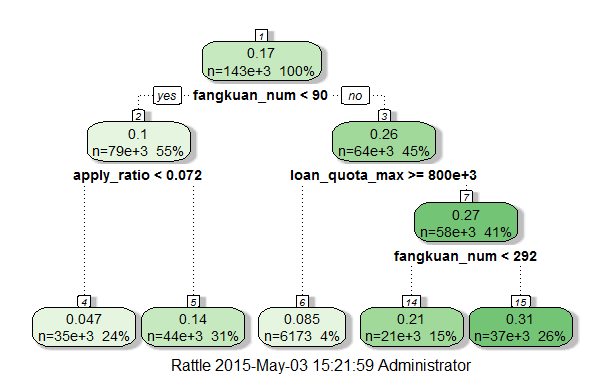 1
0.17
n=143e+3 100%
yes fangkuan_num < 90 no
2
0.1
n=79e+3 55%
3
0.26
n=64e+3 45%
apply_ratio < 0.072
loan_quota_max >= 800e+3
7
0.27
n=58e+3 41%
fangkuan_num < 292
4
0.047
n=35e+3 24%
5
0.14
n=44e+3 31%
6
0.085
n=6173 4%
14
0.21
n=21e+3 15%
15
0.31
n=37e+3 26%
Rattle 2015-May-03 15:21:59 Administrator